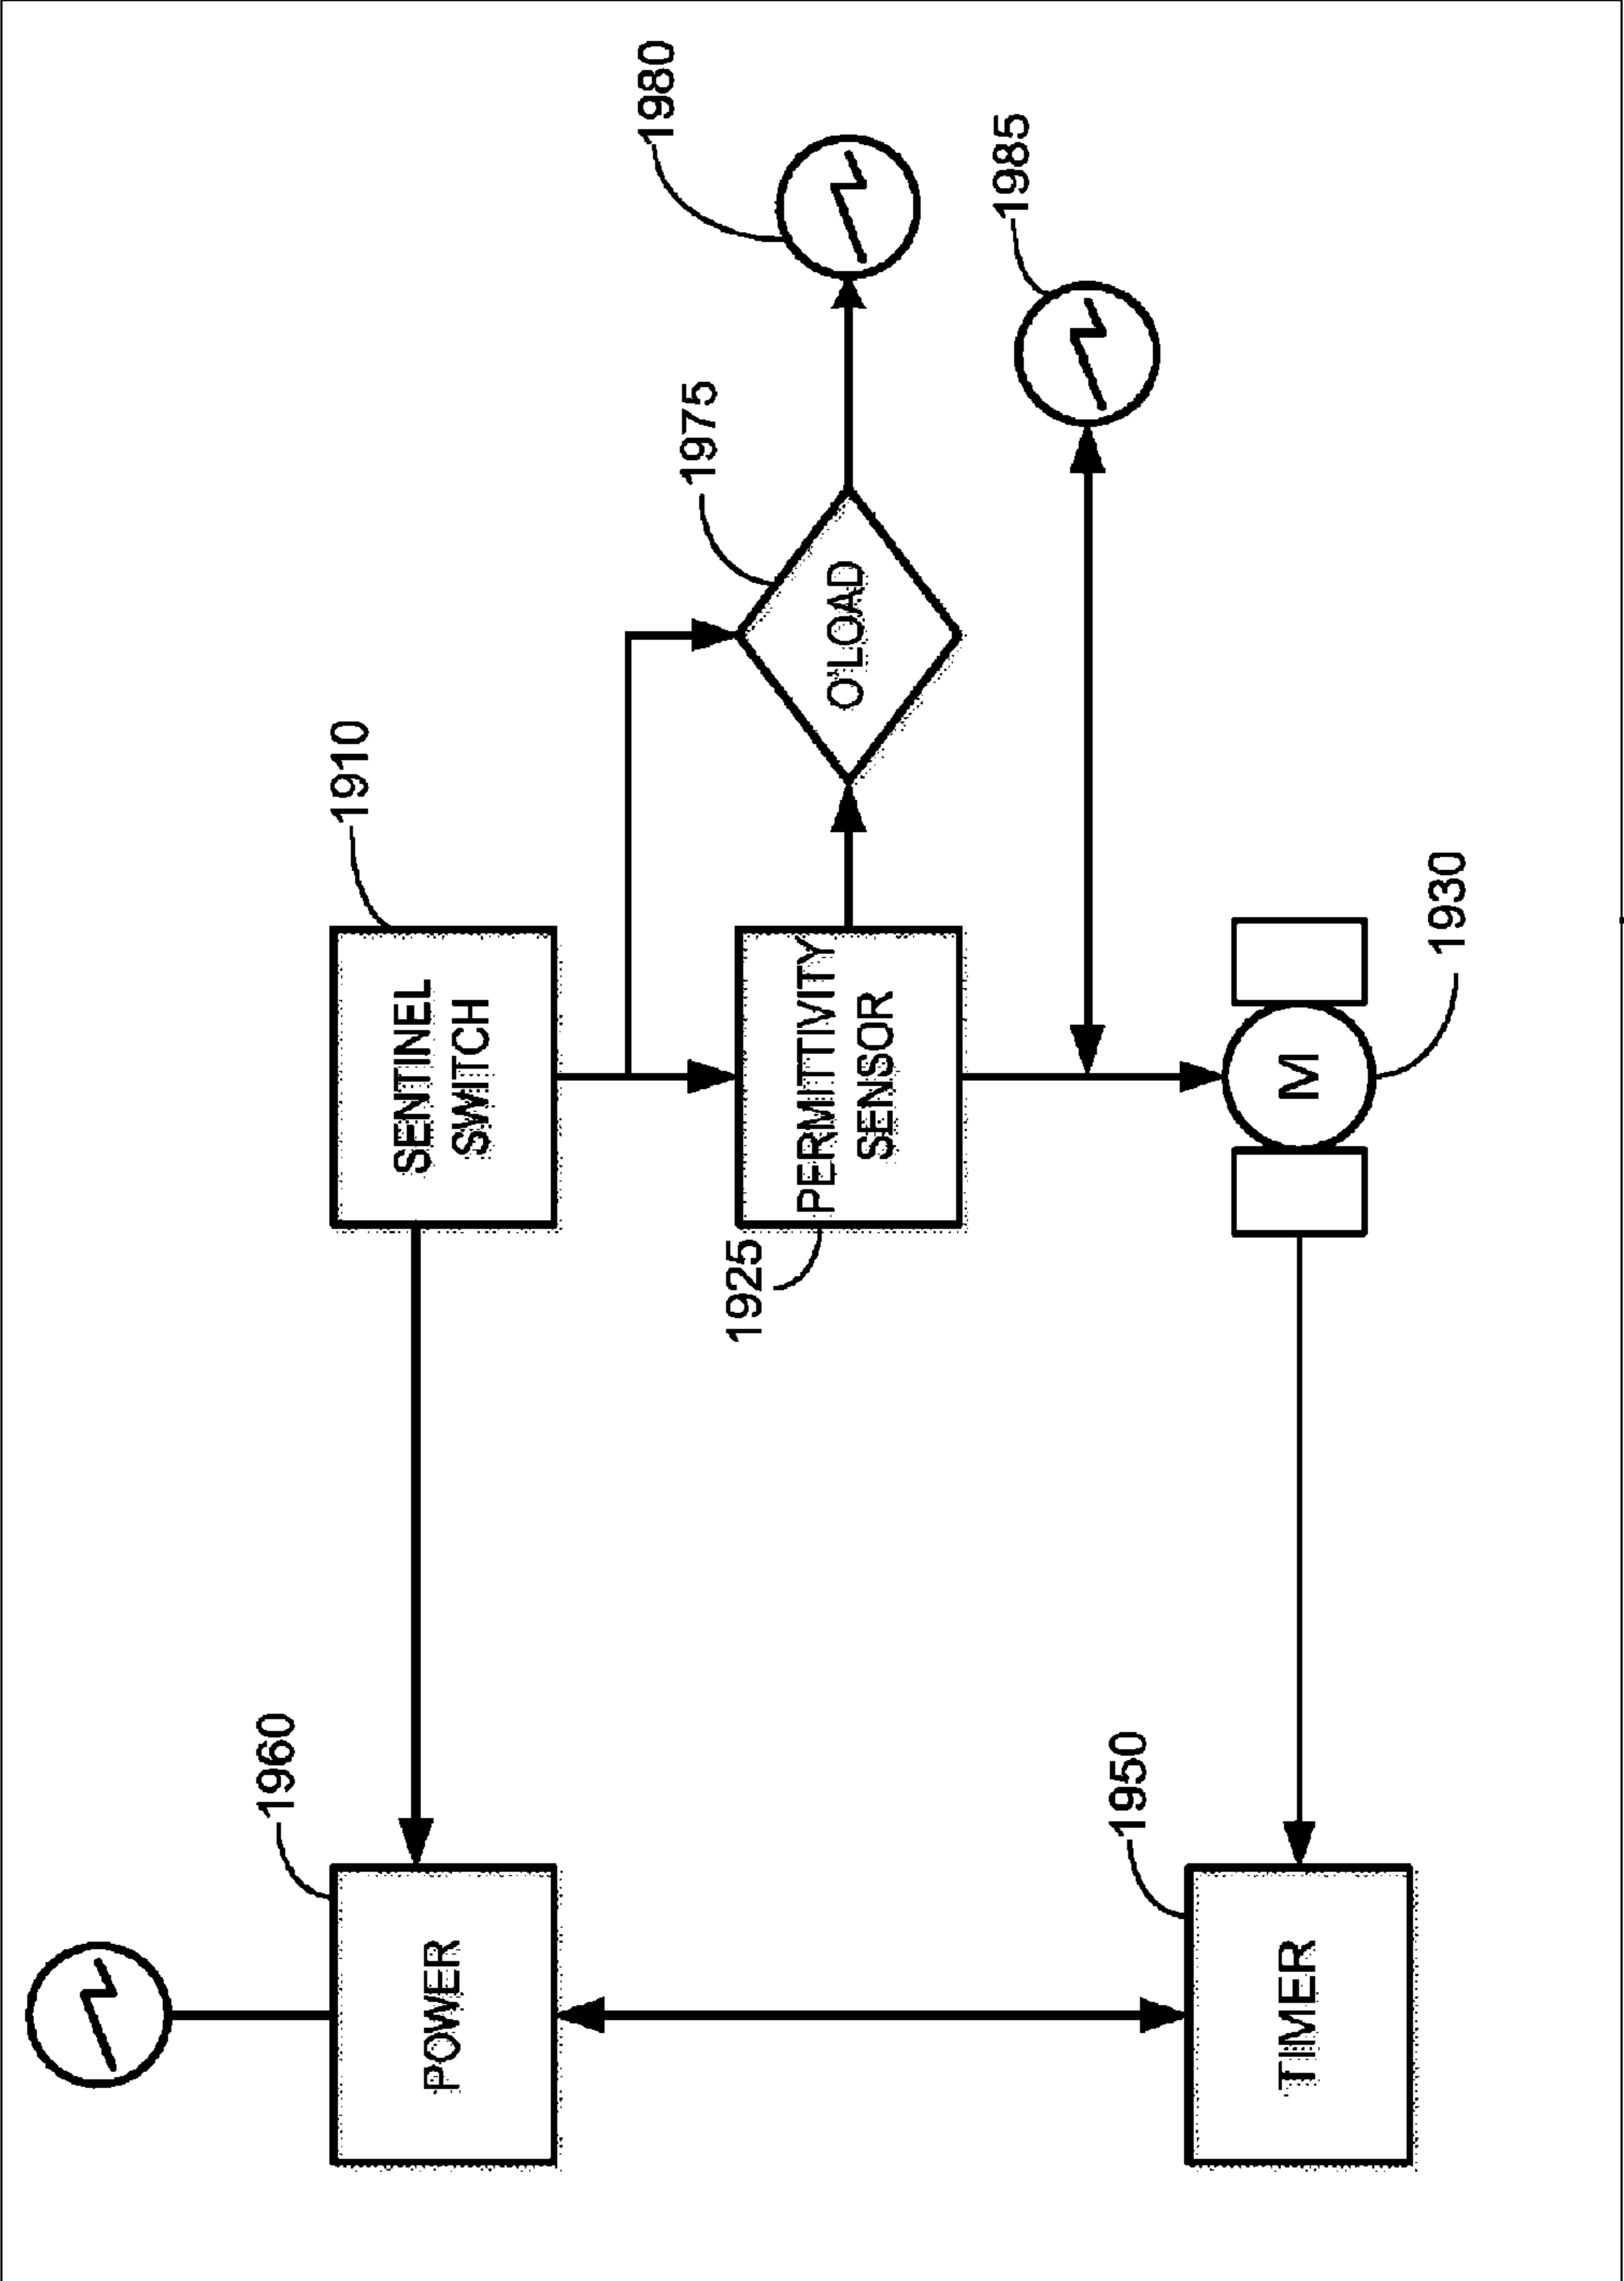 1960
POWER
1950
TIMER
1910
SENTINEL
SWITCH
1925
PERMITTIVITY
SENSOR
M
1930
1975
O'LOAD
1980
1985